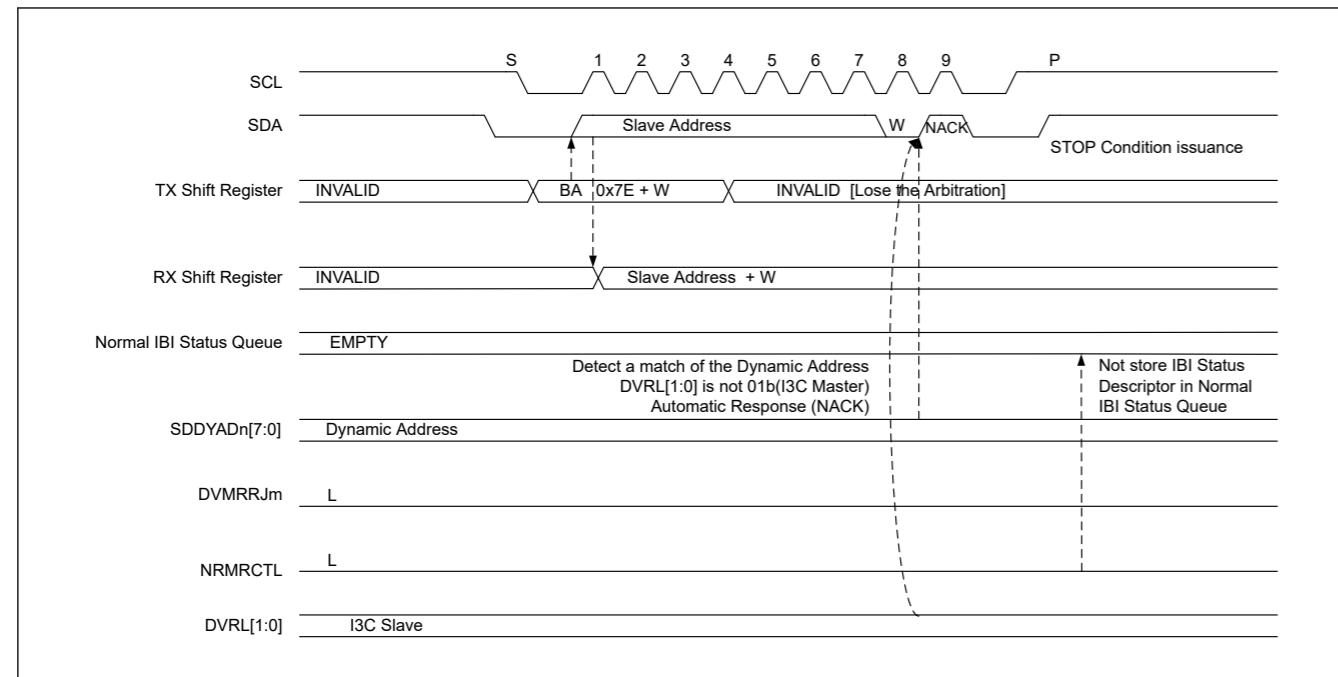 S 1 2 3 4 5 6 7 8 9 P
SCL
SDA Slave Address W NACK
STOP Condition issuance
TX Shift Register INVALID BA 0x7E + W INVALID [Lose the Arbitration]
RX Shift Register INVALID Slave Address + W
Normal IBI Status Queue EMPTY
Detect a match of the Dynamic Address
DVRL[1:0] is not 01b(I3C Master)
Automatic Response (NACK)
Not store IBI Status
Descriptor in Normal
IBI Status Queue
SDDYADn[7:0] Dynamic Address
DVMRRJm L
NRMRCTL L
DVRL[1:0] I3C Slave